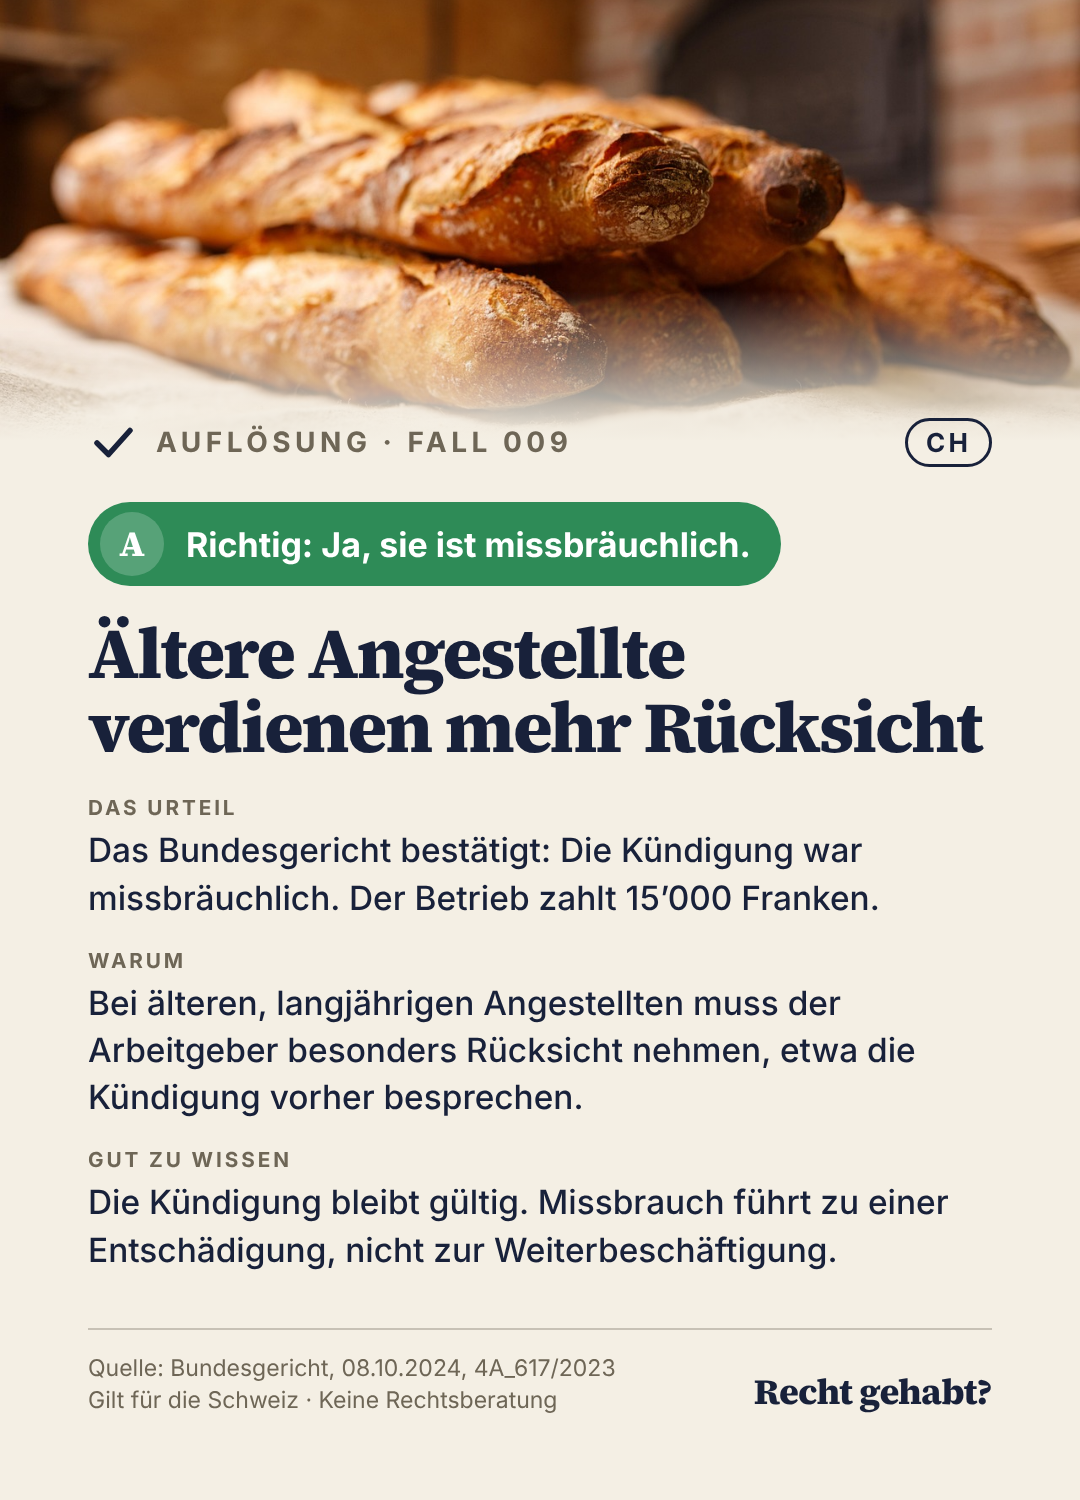 AUFLÖSUNG · FALL 009
CH
A
Richtig: Ja, sie ist missbräuchlich.
Ältere Angestellte
verdienen mehr Rücksicht
DAS URTEIL
Das Bundesgericht bestätigt: Die Kündigung war
missbräuchlich. Der Betrieb zahlt 15’000 Franken.
WARUM
Bei älteren, langjährigen Angestellten muss der
Arbeitgeber besonders Rücksicht nehmen, etwa die
Kündigung vorher besprechen.
GUT ZU WISSEN
Die Kündigung bleibt gültig. Missbrauch führt zu einer
Entschädigung, nicht zur Weiterbeschäftigung.
Quelle: Bundesgericht, 08.10.2024, 4A_617/2023
Gilt für die Schweiz · Keine Rechtsberatung
Recht gehabt?